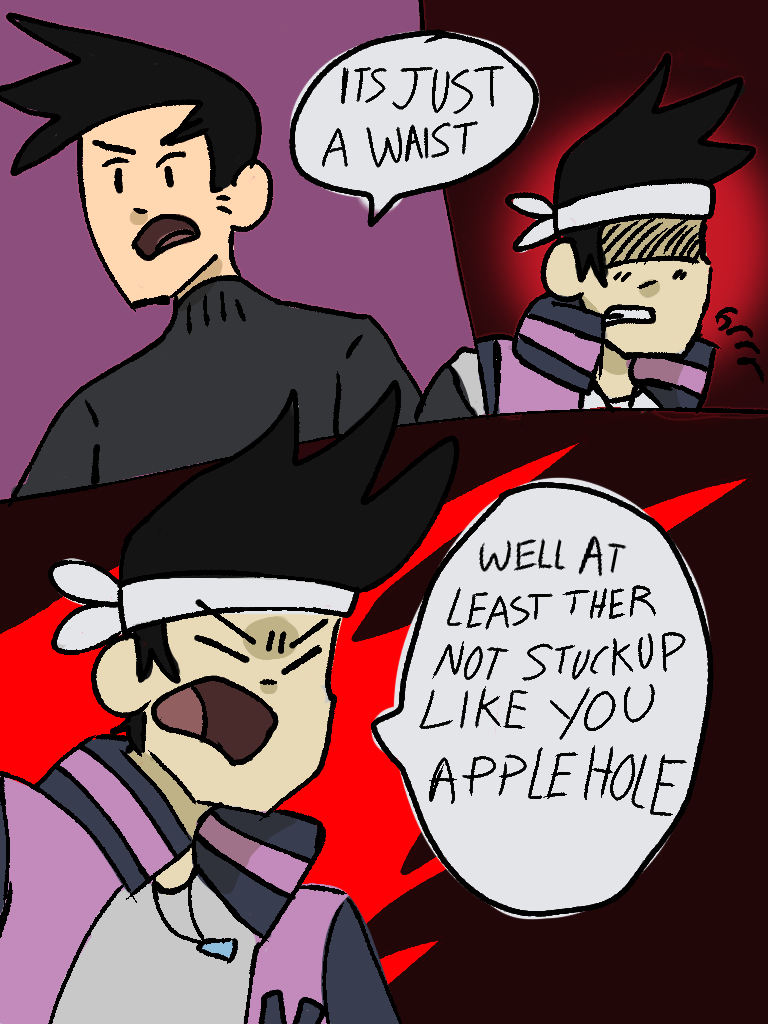 ITS JUST
A WAIST
WELL AT
LEAST THER
NOT STUCKUP
LIKE YOU
APPLEHOLE